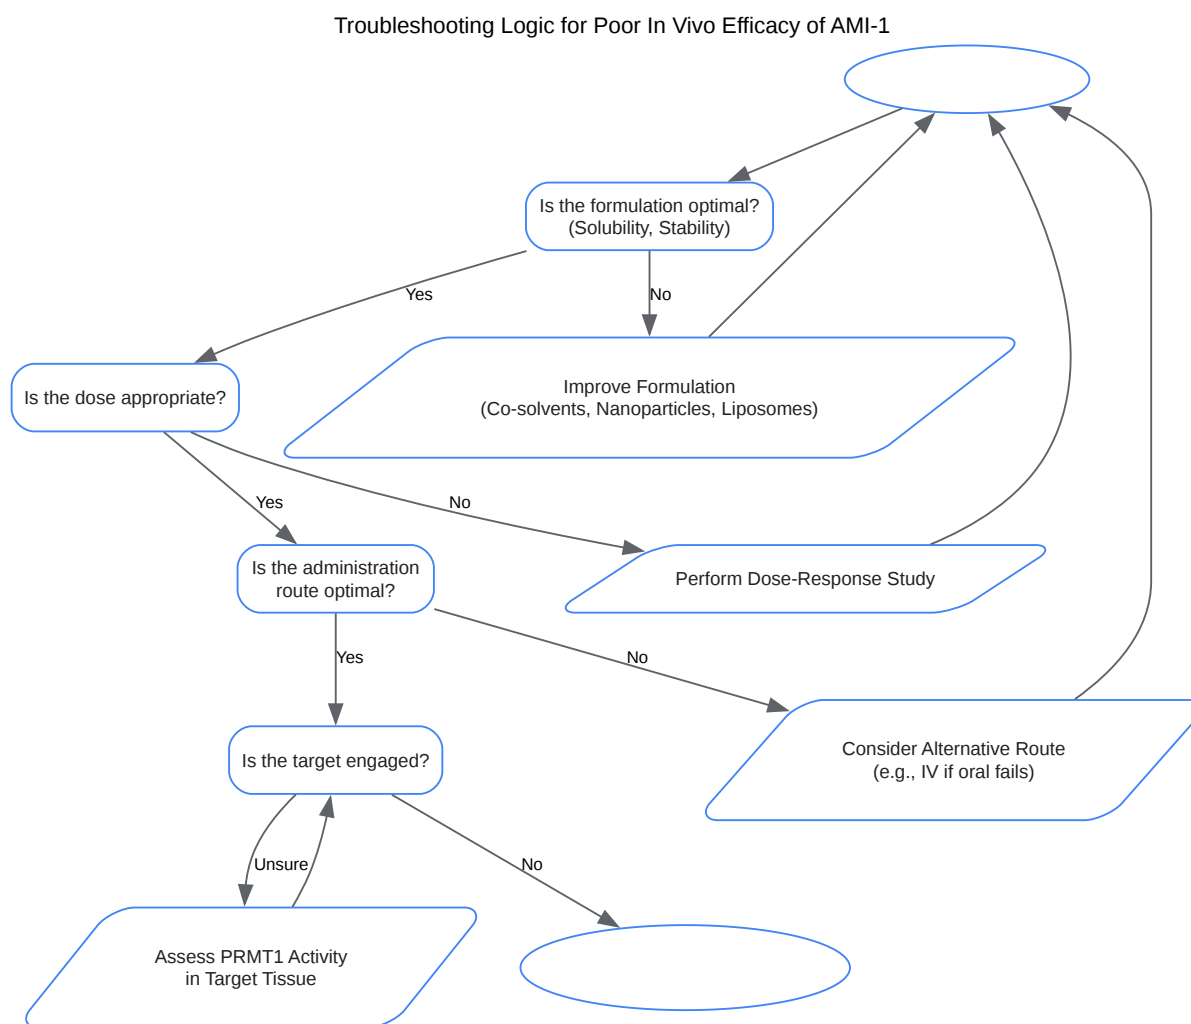 Troubleshooting Logic for Poor In Vivo Efficacy of AMI-1
Is the formulation optimal?
(Solubility, Stability)
Yes
No
Is the dose appropriate?
Improve Formulation
(Co-solvents, Nanoparticles, Liposomes)
Yes
No
Is the administration
route optimal?
Perform Dose-Response Study
Yes
No
Is the target engaged?
Consider Alternative Route
(e.g., IV if oral fails)
Unsure
No
Assess PRMT1 Activity
in Target Tissue